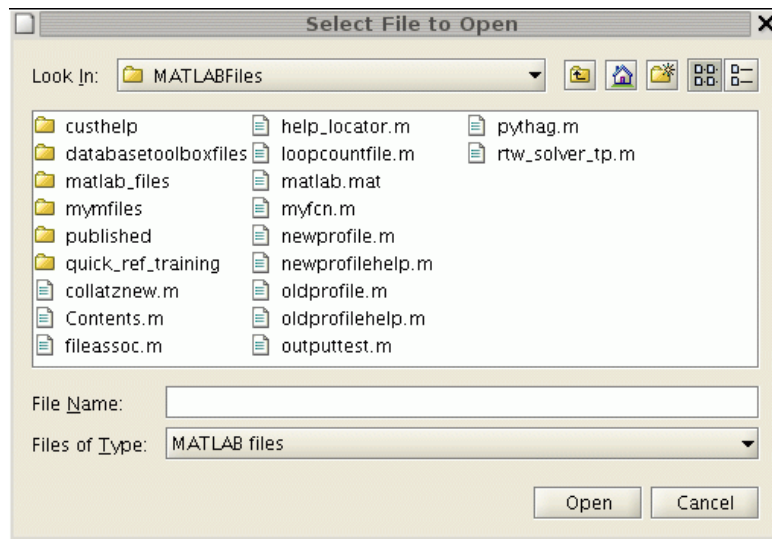 Select File to Open
Look In: MATLABFiles
custhelp
databasetoolboxfiles
matlab_files
mymfiles
published
quick_ref_training
collatznew.m
Contents.m
fileassoc.m
help_locator.m
loopcountfile.m
matlab.mat
myfcn.m
newprofile.m
newprofilehelp.m
oldprofile.m
oldprofilehelp.m
outputtest.m
pythag.m
rtw_solver_tp.m
File Name:
Files of Type: MATLAB files
Open Cancel